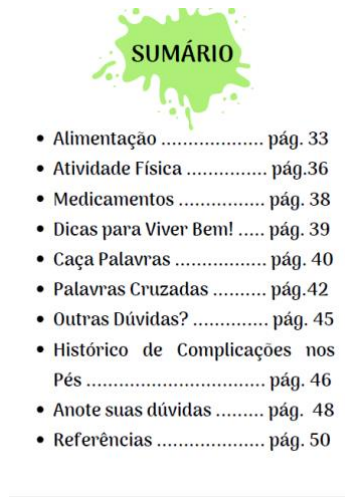 SUMÁRIO
• Alimentação ................... pág. 33
• Atividade Física ............... pág.36
• Medicamentos ................ pág. 38
• Dicas para Viver Bem! ..... pág. 39
• Caça Palavras ................. pág. 40
• Palavras Cruzadas .......... pág.42
• Outras Dúvidas? .............. pág. 45
• Histórico de Complicações nos
Pés ................................. pág. 46
• Anote suas dúvidas ......... pág. 48
• Referências .................... pág. 50